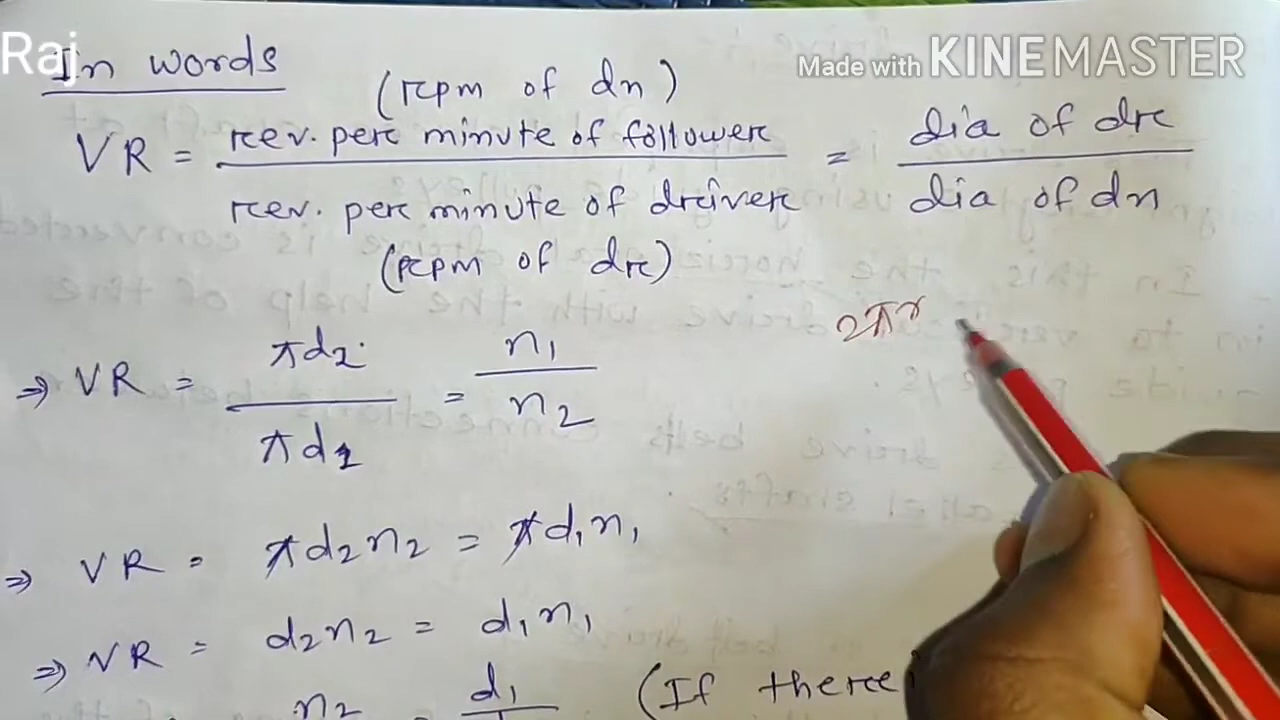 Raj
Made with KINEMASTER
In words
(rpm of dn)
VR = rev. per minute of follower / rev. per minute of driver = dia of dr / dia of dn
(rpm of dr)
2πr
⇒ VR = πd2 / πd1 = n1 / n2
⇒ VR = πd2n2 = πd1n1
⇒ VR = d2n2 = d1n1
n2 d1 (If there